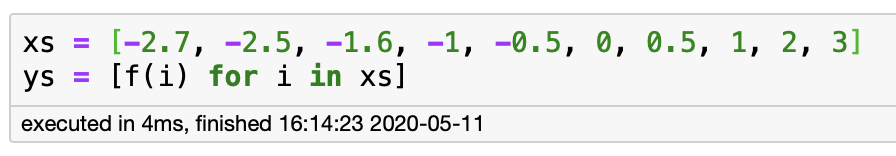 xs = [-2.7, -2.5, -1.6, -1, -0.5, 0, 0.5, 1, 2, 3]
ys = [f(i) for i in xs]
executed in 4ms, finished 16:14:23 2020-05-11